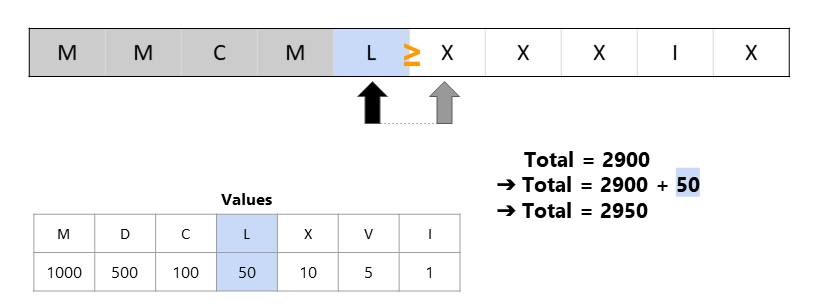 M M C M L ≥ X X X I X
Total = 2900
➔ Total = 2900 + 50
➔ Total = 2950
Values
M D C L X V I
1000 500 100 50 10 5 1